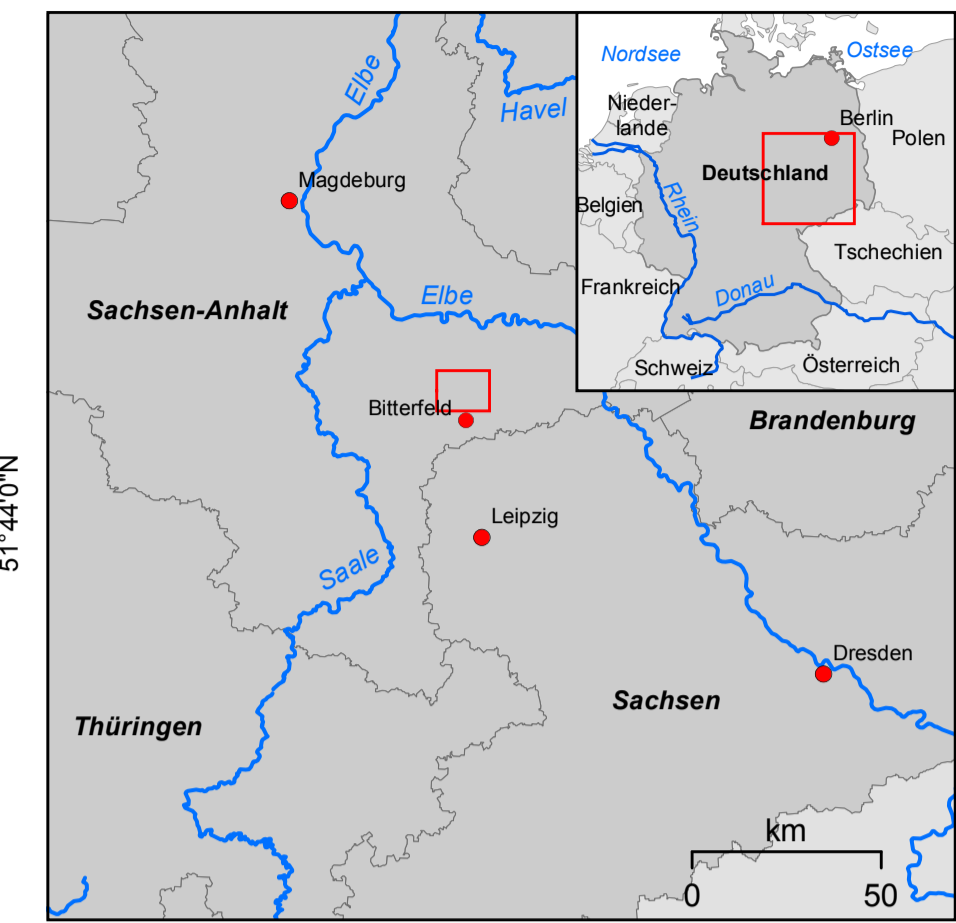 Elbe
Havel
Magdeburg
Sachsen-Anhalt
Elbe
Bitterfeld
Leipzig
Saale
Thüringen
Sachsen
Dresden
Brandenburg
km
0 50
51°44'0"N
Nordsee
Ostsee
Nieder-
lande
Berlin
Polen
Deutschland
Belgien
Rhein
Tschechien
Frankreich
Donau
Schweiz
Österreich